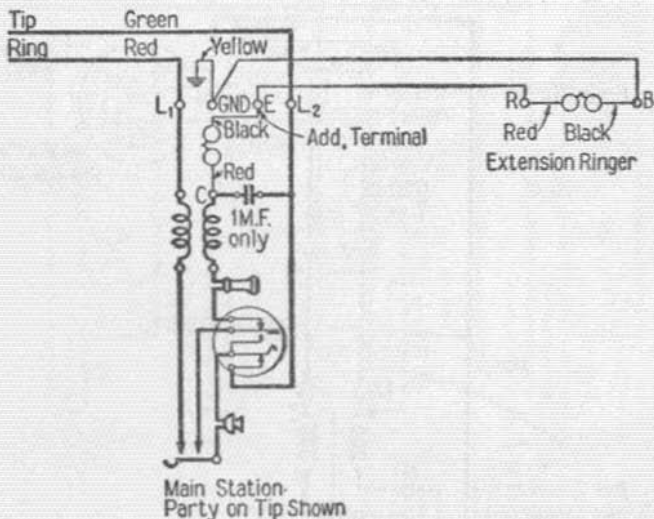 Tip Green
Ring Red
Yellow
L1 GND E L2
R B
Black
Add. Terminal
Red Black
Extension Ringer
Red
C
1 M.F.
only
Main Station-
Party on Tip Shown